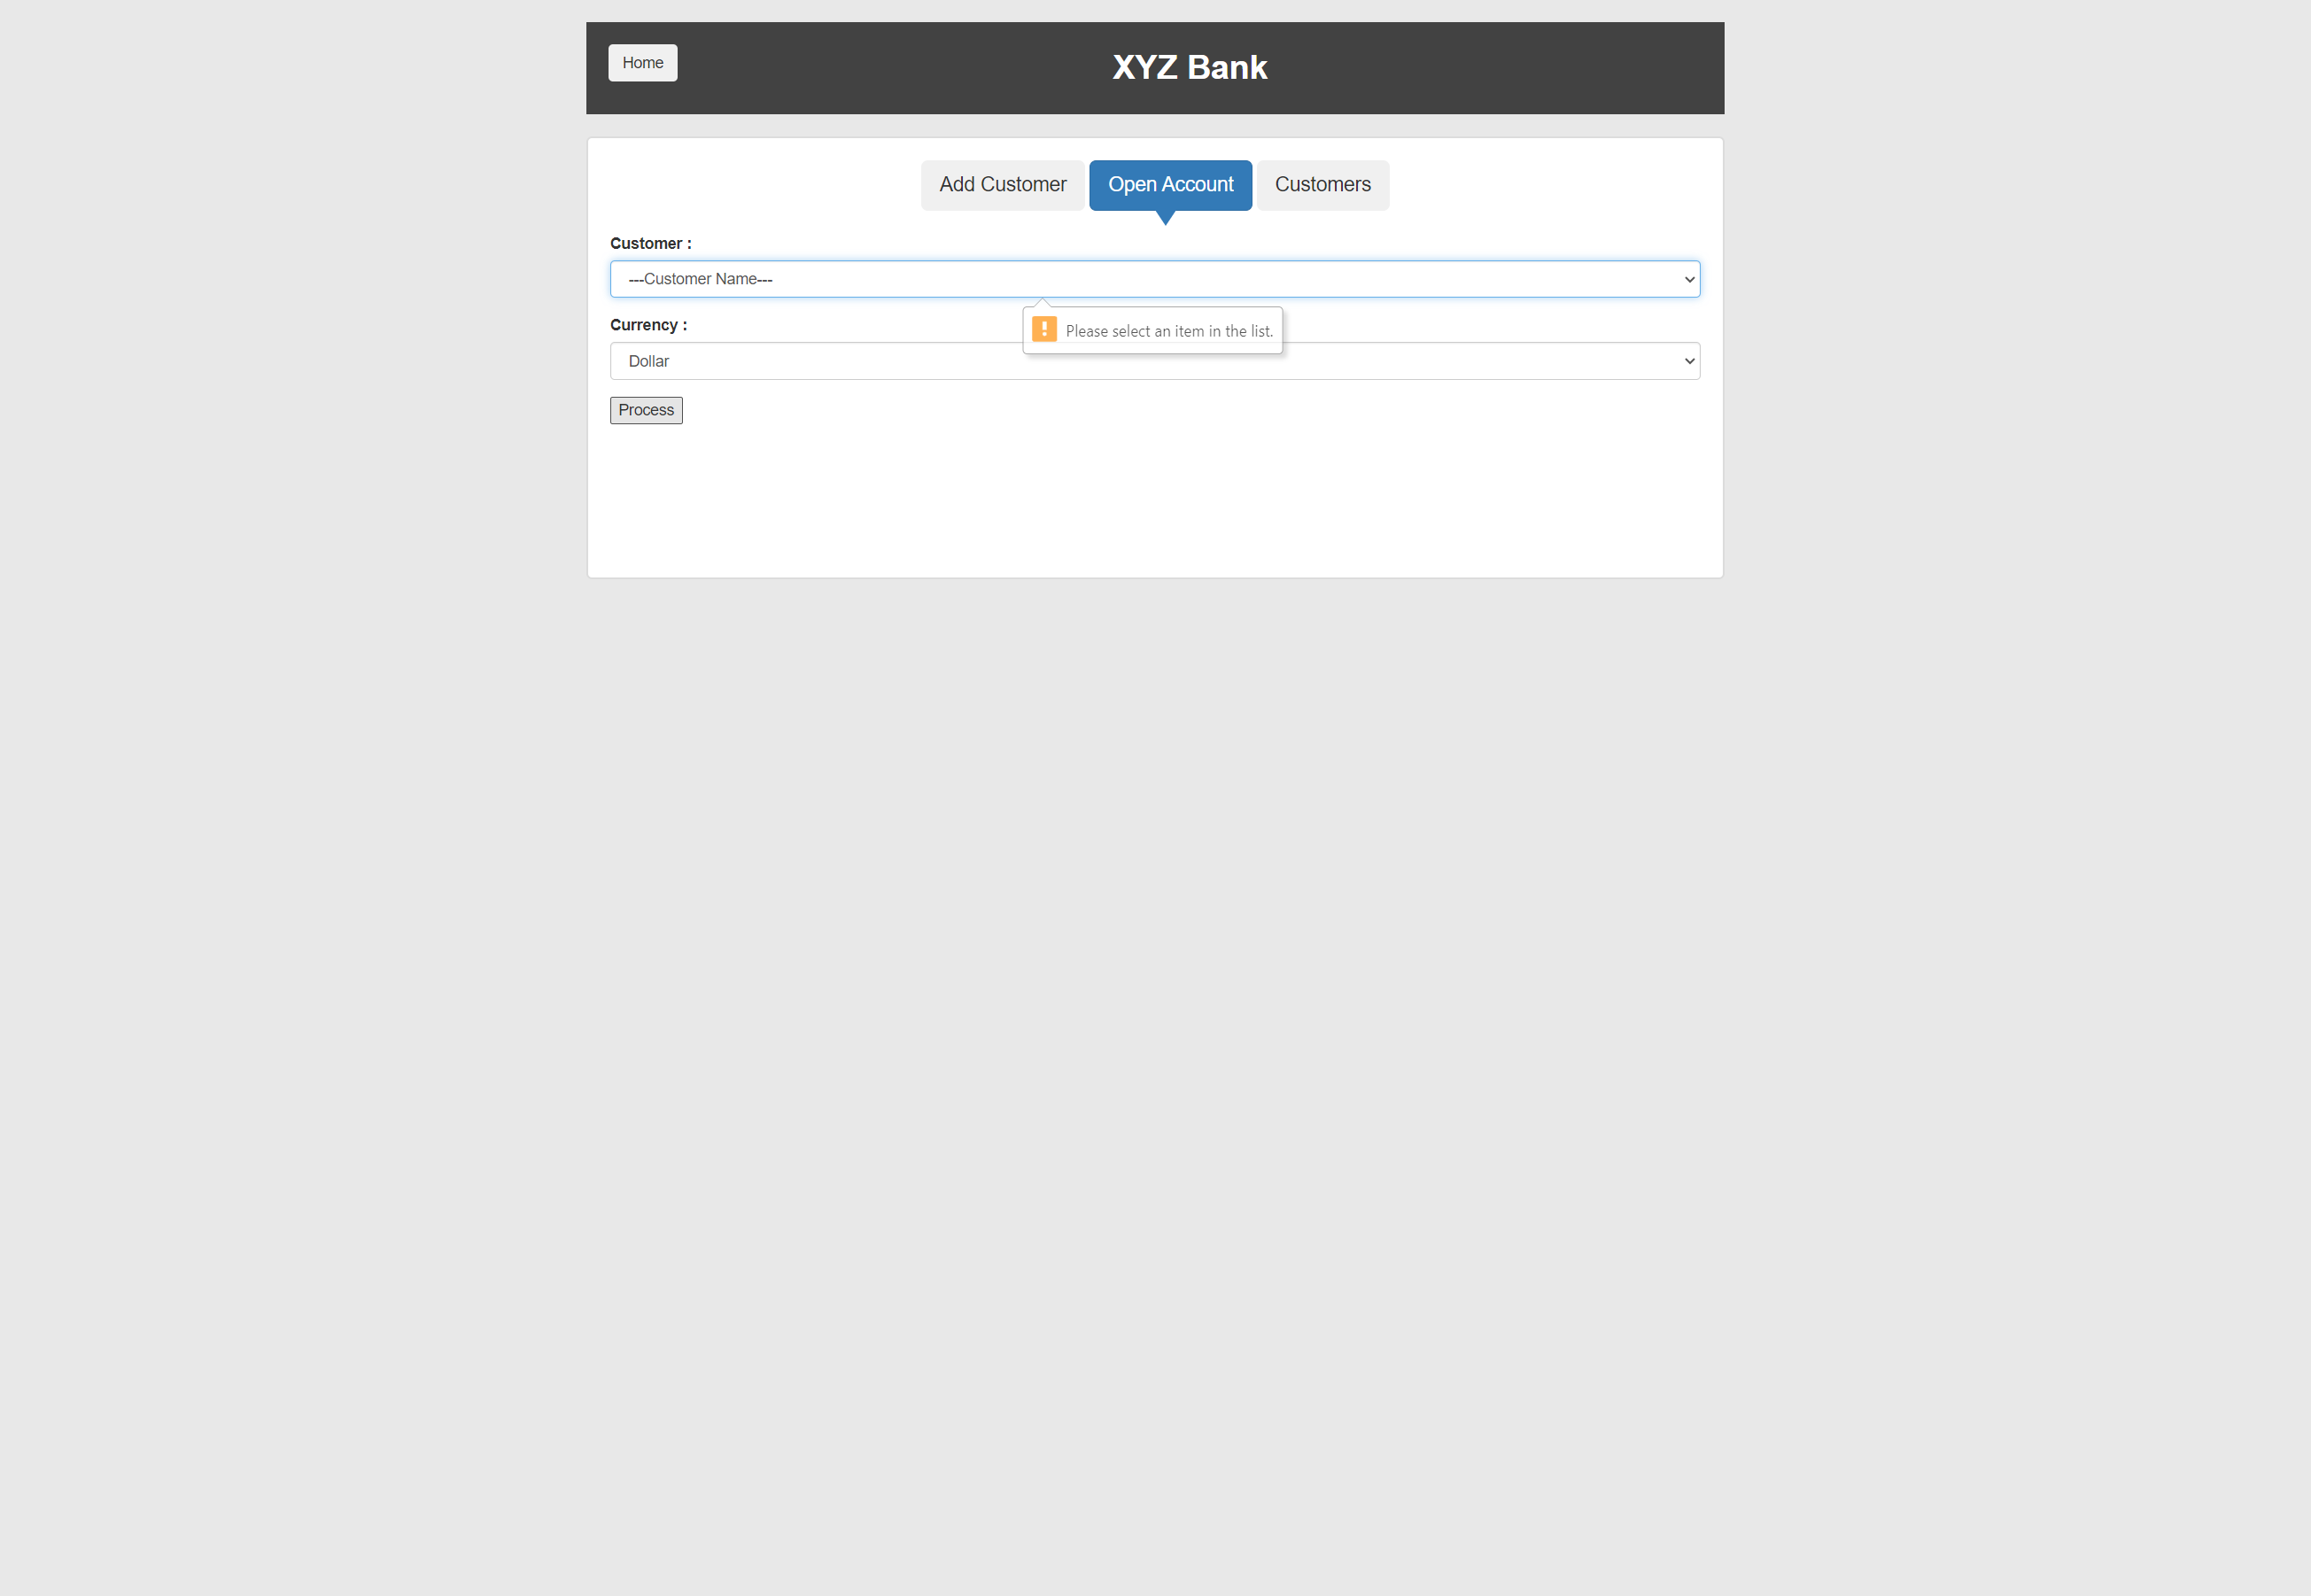 Home
XYZ Bank
Add Customer
Open Account
Customers
Customer :
---Customer Name---
Please select an item in the list.
Currency :
Dollar
Process